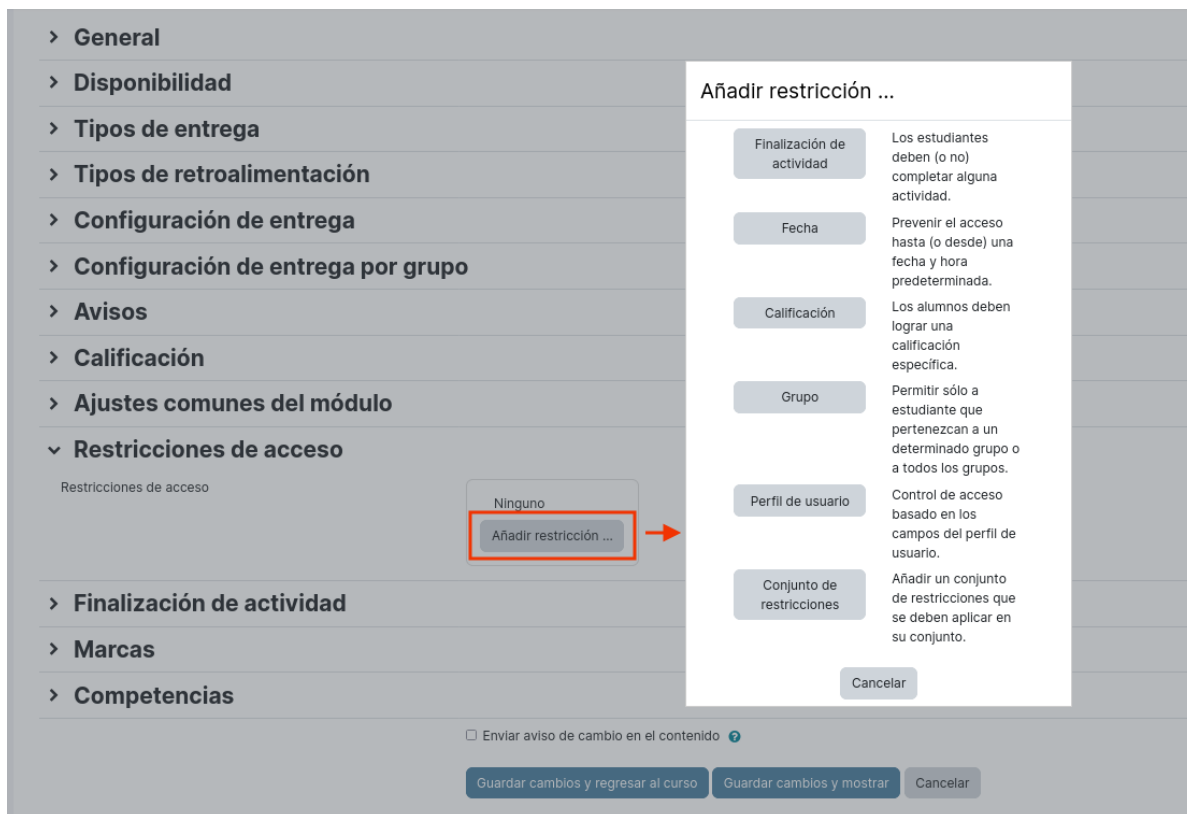 General
Disponibilidad
Tipos de entrega
Tipos de retroalimentación
Configuración de entrega
Configuración de entrega por grupo
Avisos
Calificación
Ajustes comunes del módulo
Restricciones de acceso
Restricciones de acceso
Ninguno
Añadir restricción ...
Finalización de actividad
Marcas
Competencias
Enviar aviso de cambio en el contenido
Guardar cambios y regresar al curso
Guardar cambios y mostrar
Cancelar
Añadir restricción ...
Finalización de
actividad
Los estudiantes
deben (o no)
completar alguna
actividad.
Fecha
Prevenir el acceso
hasta (o desde) una
fecha y hora
predeterminada.
Calificación
Los alumnos deben
lograr una
calificación
específica.
Grupo
Permitir sólo a
estudiante que
pertenezcan a un
determinado grupo o
a todos los grupos.
Perfil de usuario
Control de acceso
basado en los
campos del perfil de
usuario.
Conjunto de
restricciones
Añadir un conjunto
de restricciones que
se deben aplicar en
su conjunto.
Cancelar